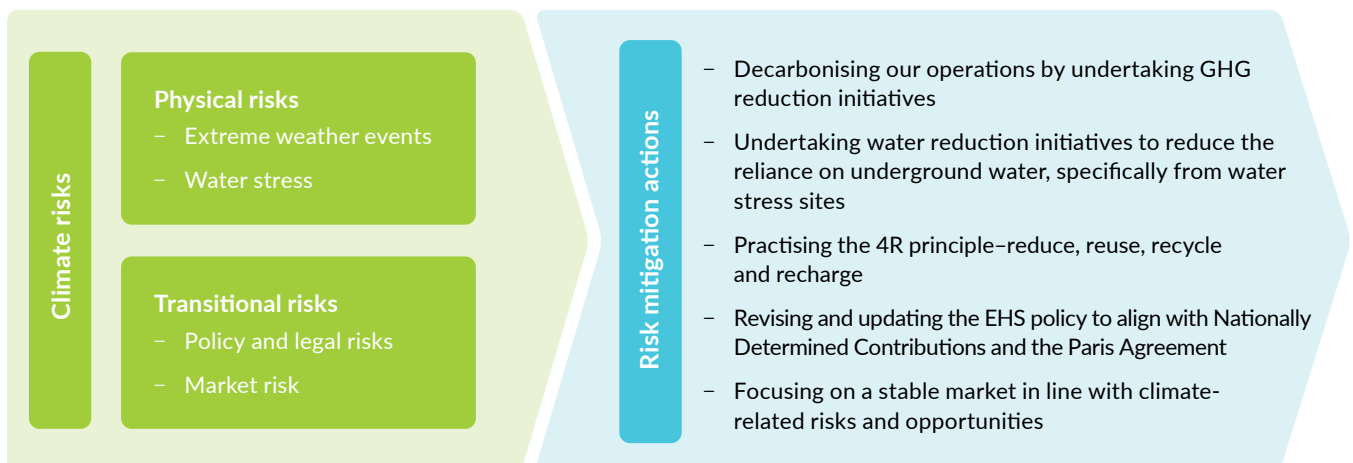 Climate risks
Physical risks
– Extreme weather events
– Water stress
Transitional risks
– Policy and legal risks
– Market risk
Risk mitigation actions
– Decarbonising our operations by undertaking GHG
reduction initiatives
– Undertaking water reduction initiatives to reduce the
reliance on underground water, specifically from water
stress sites
– Practising the 4R principle–reduce, reuse, recycle
and recharge
– Revising and updating the EHS policy to align with Nationally
Determined Contributions and the Paris Agreement
– Focusing on a stable market in line with climate-
related risks and opportunities